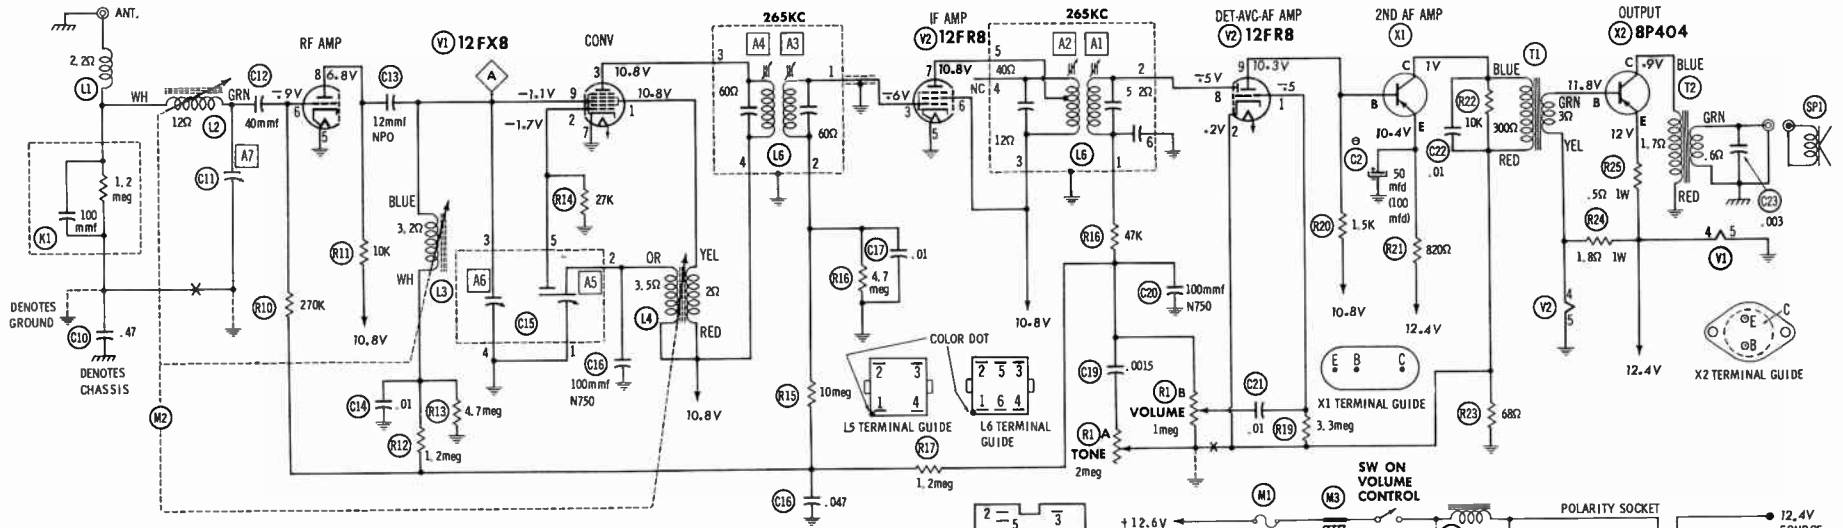 ANT.
2.2Ω
L1
WH
12Ω
L2
GRN
C12
40mmf
A7
C11
1.2
meg
100
mmf
K1
DENOTES
GROUND
C10
.47
DENOTES
CHASSIS
M2
RF AMP
8
6.8V
-.9V
6
5
C13
12mmf
NPO
R10
270K
R11
10K
10.8V
V1 12FX8
A
CONV
3
10.8V
-1.1V
9
10.8V
1
-1.7V
2
7
BLUE
3.2Ω
WH
L3
R14
27K
3
5
A6
A5
2
C15
4
1
C16
100mmf
N750
OR
3.5Ω
L4
YEL
2Ω
RED
10.8V
C14
.01
R13
4.7meg
R12
1.2meg
265KC
3
A4
A3
60Ω
1
60Ω
L6
4
2
R16
4.7
meg
C17
.01
R15
10meg
C16
.047
R17
1.2meg
IF AMP
V2 12FR8
7
10.8V
-.6V
3
6
5
10.8V
265KC
5
40Ω
NC
4
A2
A1
2
5
2Ω
12Ω
6
L6
3
1
R16
47K
C20
100mmf
N750
C19
.0015
R1 A
TONE
2meg
R1 B
VOLUME
1meg
C21
.01
R19
3.3meg
COLOR DOT
2 3
1 4
L5 TERMINAL GUIDE
2 5 3
1 6 4
L6 TERMINAL
GUIDE
DET-AVC-AF AMP
V2 12FR8
9
10.3V
-.5V
8
-.5
.2V
2
R20
1.5K
10.8V
2ND AF AMP
X1
C
1V
B
E
10.4V
C2
50
mfd
(100
mfd)
R21
820Ω
12.4V
R22
10K
C22
.01
BLUE
300Ω
RED
T1
GRN
3Ω
YEL
R23
68Ω
E B C
X1 TERMINAL GUIDE
OUTPUT
X2 8P404
C
.9V
11.8V
B
E
12V
BLUE
T2
1.7Ω
RED
GRN
.6Ω
C23
.003
SP1
R25
.5Ω 1W
R24
1.8Ω 1W
4
5
V1
V2
4
5
12.4V
E
C
B
X2 TERMINAL GUIDE
2
5
3
+12.6V
M1
M3
SW ON
VOLUME
CONTROL
POLARITY SOCKET
12.4V